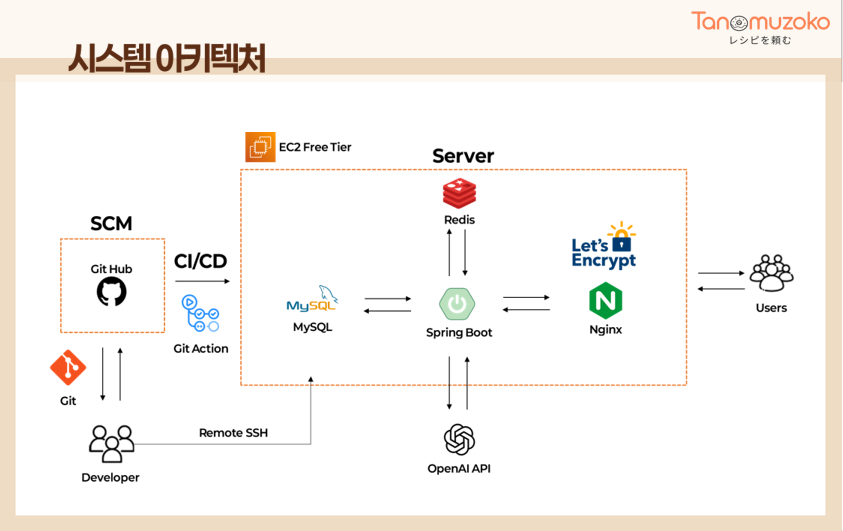 Tanomuzoko
レシピを頼む
시스템 아키텍처
EC2 Free Tier
Server
Redis
SCM
Git Hub
CI/CD
Git Action
Let's
Encrypt
MySQL
MySQL
Spring Boot
N
Nginx
Users
Git
Remote SSH
Developer
OpenAI API